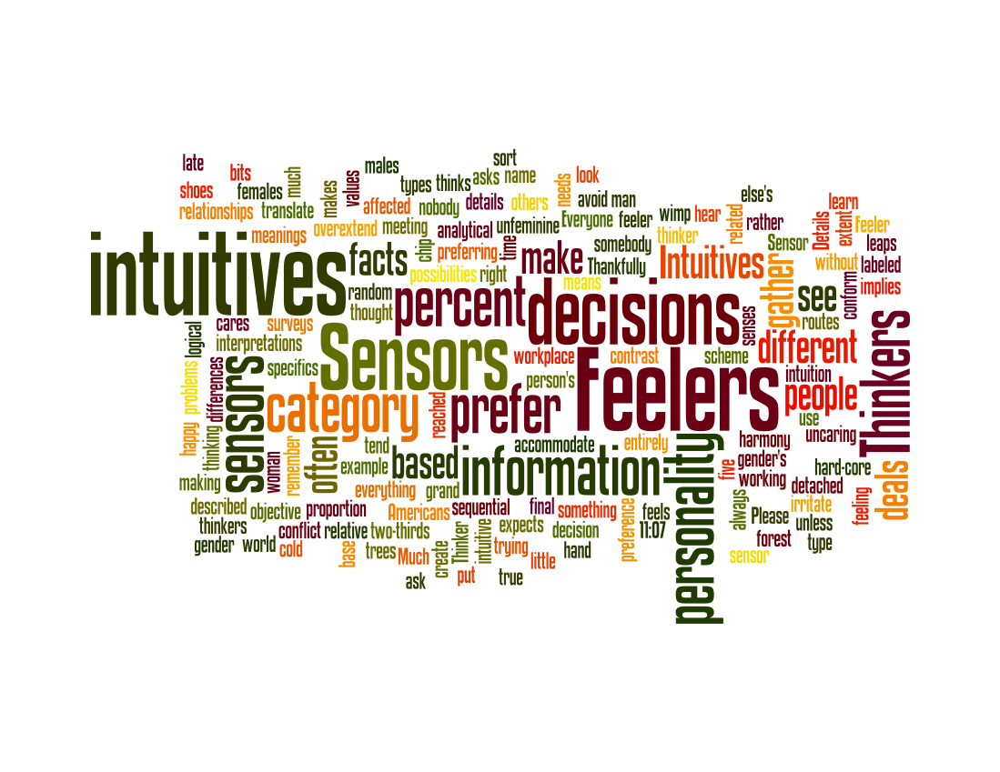 sort
late
bits
males
much
makes
values
types
thinks
asks
name
needs
look
shoes
females
relationships
translate
affected
nobody
details
others
avoid
man
else's
learn
meanings
overextend
meeting
analytical
unfeminine
Everyone
feeler
wimp
hear
related
rather
Details
extent
Feeler
intuitives
facts
chip
preferring
time
make
somebody
thinker
Sensor
leaps
possibilities
right
Thankfully
Intuitives
gather
without
labeled
random
thought
percent
means
decisions
senses
see
conform
implies
routes
logical
cares
surveys
interpretations
Sensors
workplace
contrast
scheme
different
Thinkers
problems
differences
sensors
specifics
person's
Feelers
intuition
people
category
reached
prefer
use
happy
thinking
woman
remember
often
tend
accommodate
entirely
personality
harmony
uncaring
example
based
information
five
gender's
working
hard-core
deals
making
everything
grand
detached
described
objective
proportion
Americans
sequential
final
something
preference
feels
always
irritate
feeling
thinkers
conflict
relative
two-thirds
Thinker
intuitive
expects
decision
11:07
Please
unless
gender
world
cold
base
trees
Much
create
trying
little
hand
forest
type
sensor
ask
put
true